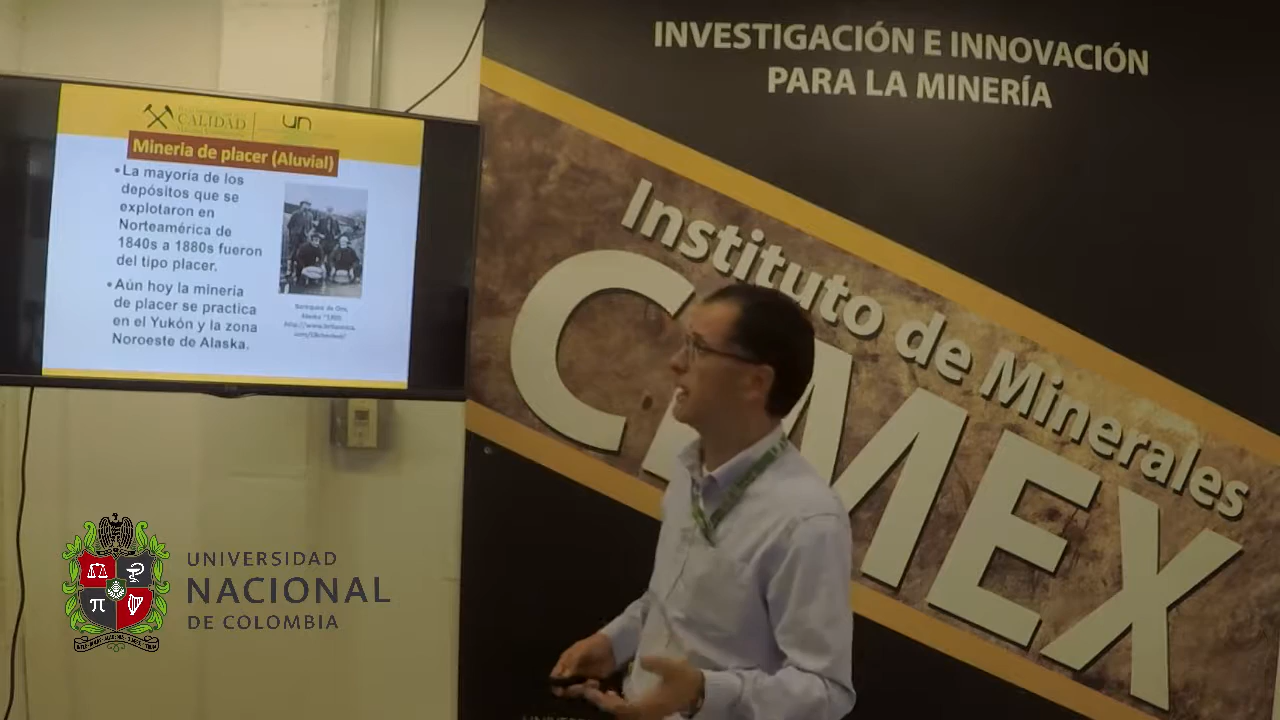 INVESTIGACIÓN E INNOVACIÓN
PARA LA MINERÍA
Instituto de Minerales
CIMEX
CALIDAD
un
Minería de placer (Aluvial)
•La mayoría de los
depósitos que se
explotaron en
Norteamérica de
1840s a 1880s fueron
del tipo placer.
•Aún hoy la minería
de placer se practica
en el Yukón y la zona
Noroeste de Alaska.
UNIVERSIDAD
NACIONAL
DE COLOMBIA